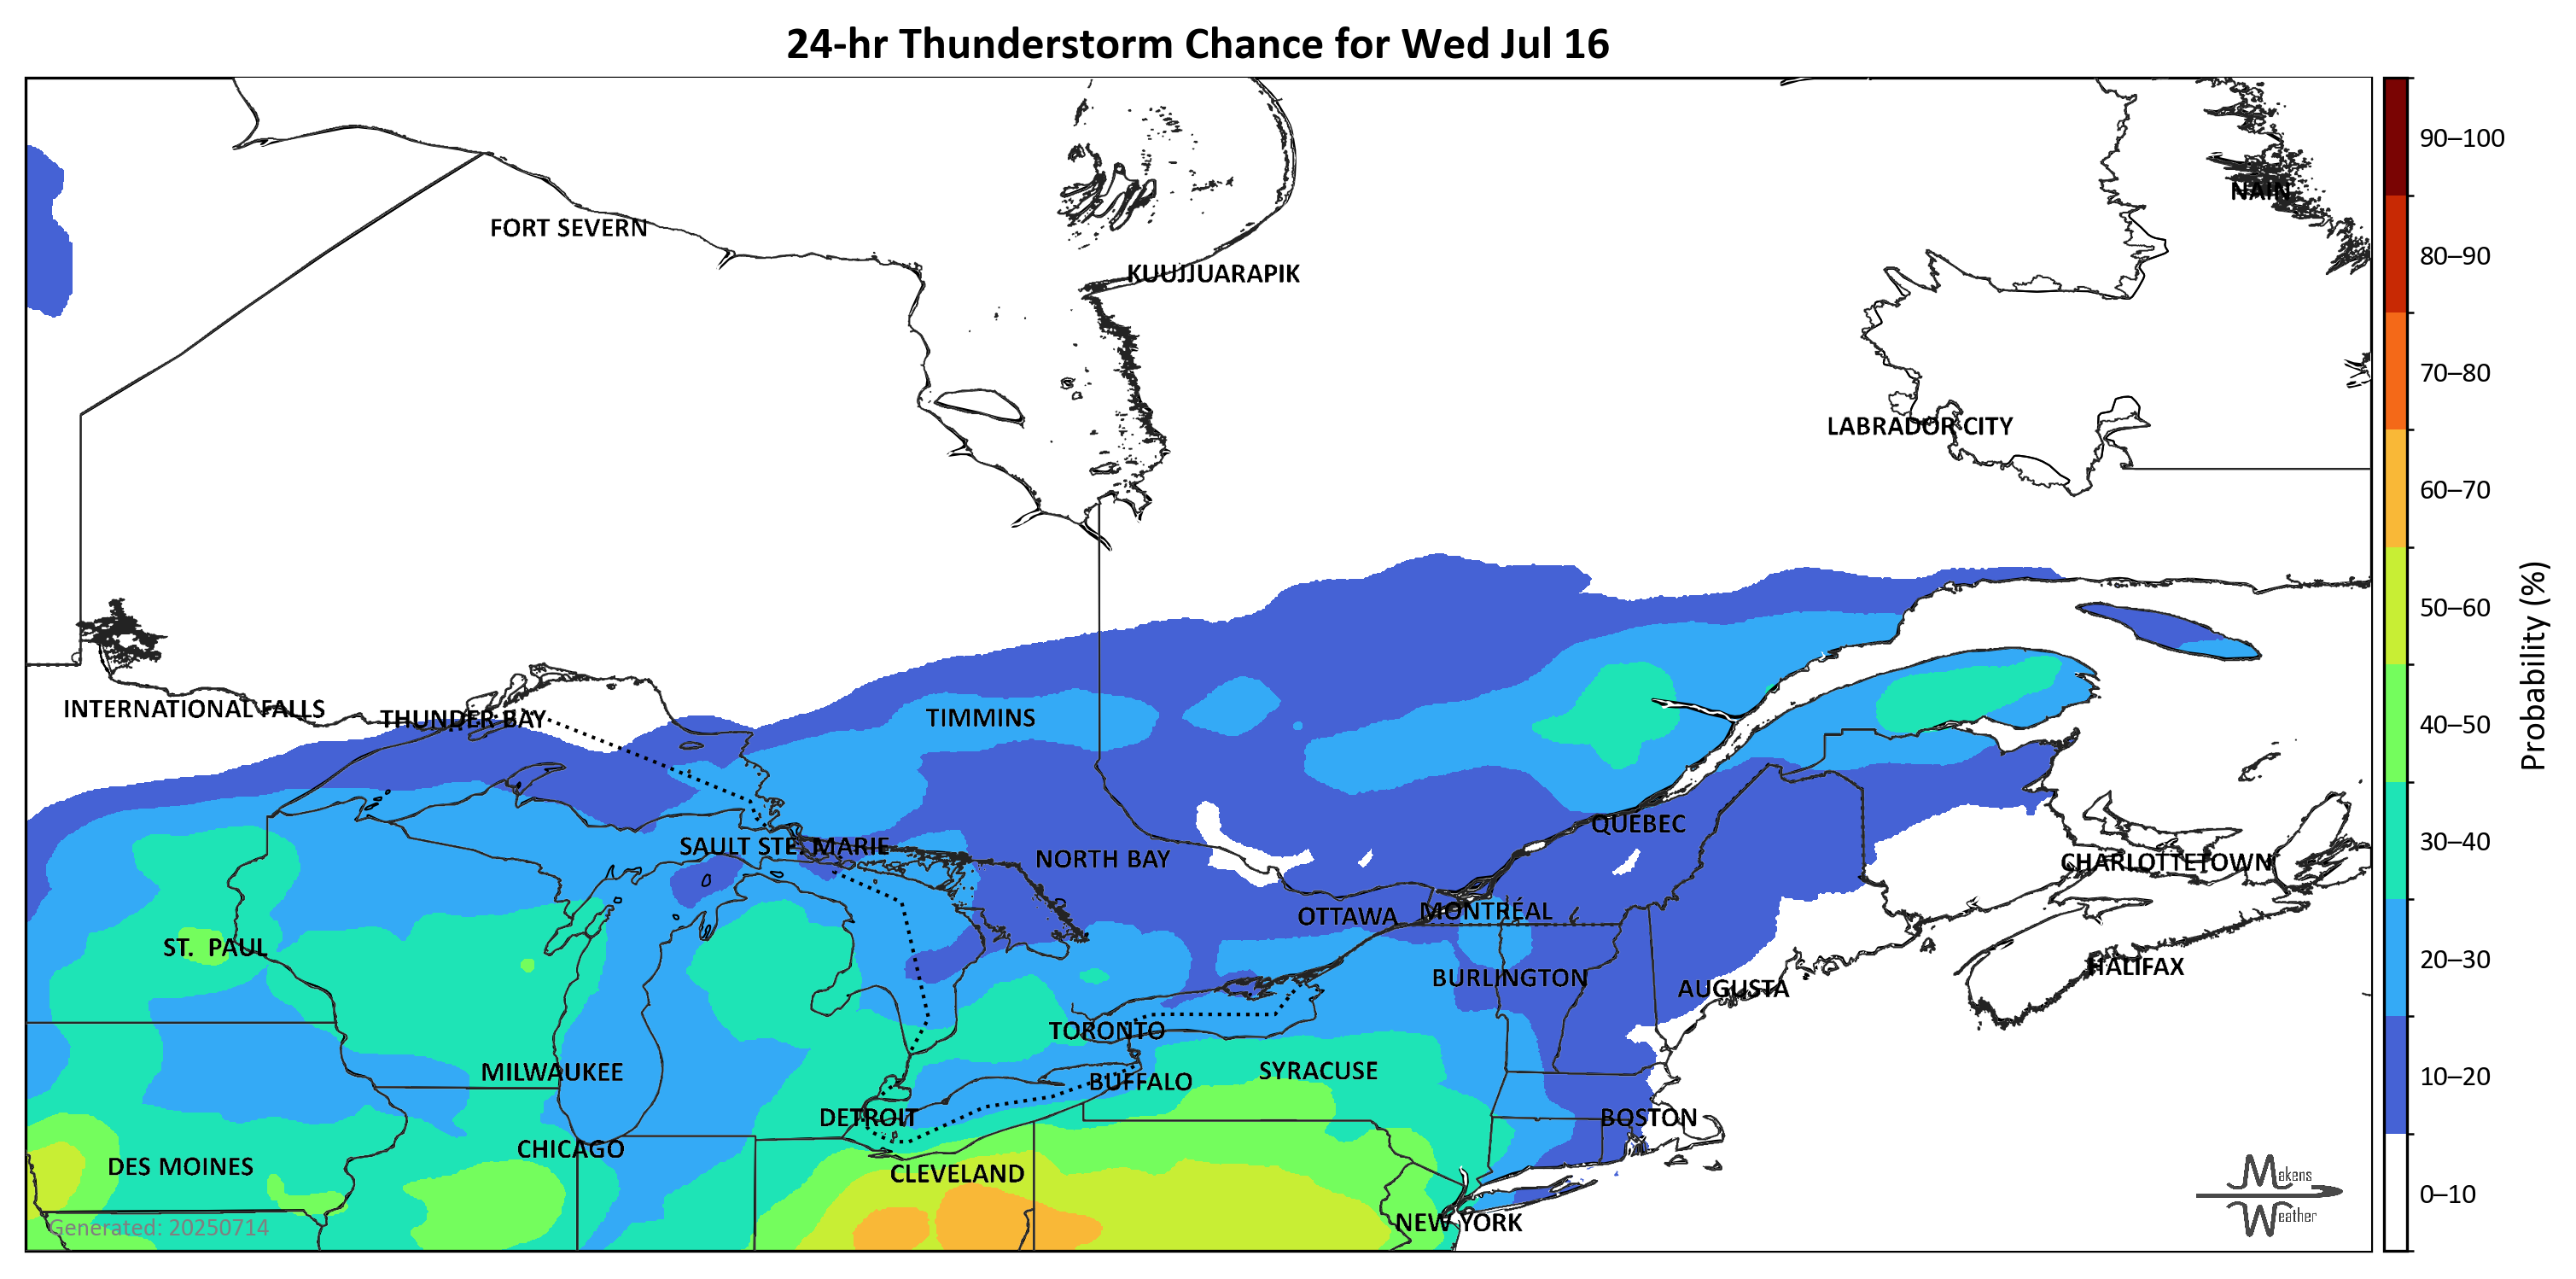 24-hr Thunderstorm Chance for Wed Jul 16
NAIN
FORT SEVERN
KUUJJUARAPIK
LABRADOR CITY
INTERNATIONAL FALLS
THUNDER BAY
TIMMINS
QUEBEC
SAULT STE. MARIE
NORTH BAY
CHARLOTTETOWN
OTTAWA
MONTRÉAL
ST. PAUL
HALIFAX
BURLINGTON
AUGUSTA
TORONTO
MILWAUKEE
SYRACUSE
BUFFALO
DETROIT
BOSTON
CHICAGO
DES MOINES
CLEVELAND
NEW YORK
Generated: 20250714
Makens
Weather
90–100
80–90
70–80
60–70
50–60
40–50
30–40
20–30
10–20
0–10
Probability (%)